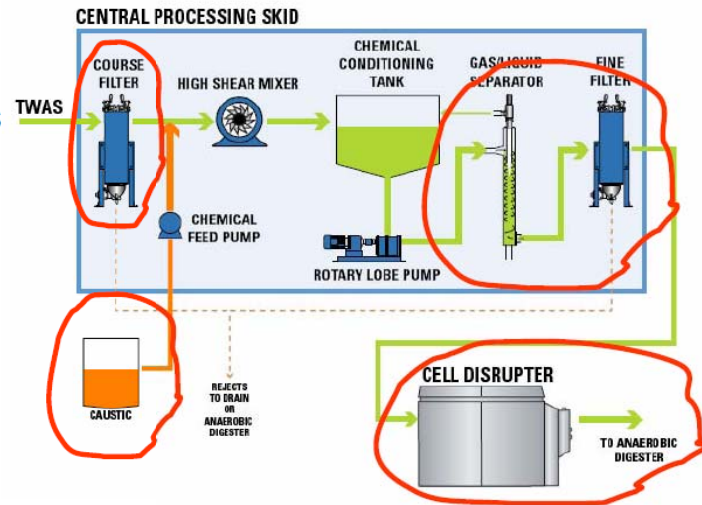 CENTRAL PROCESSING SKID
COURSE
FILTER
HIGH SHEAR MIXER
CHEMICAL
CONDITIONING
TANK
GAS/LIQUID
SEPARATOR
FINE
FILTER
TWAS
CHEMICAL
FEED PUMP
ROTARY LOBE PUMP
CAUSTIC
REJECTS
TO DRAIN
OR
ANAEROBIC
DIGESTER
CELL DISRUPTER
TO ANAEROBIC
DIGESTER